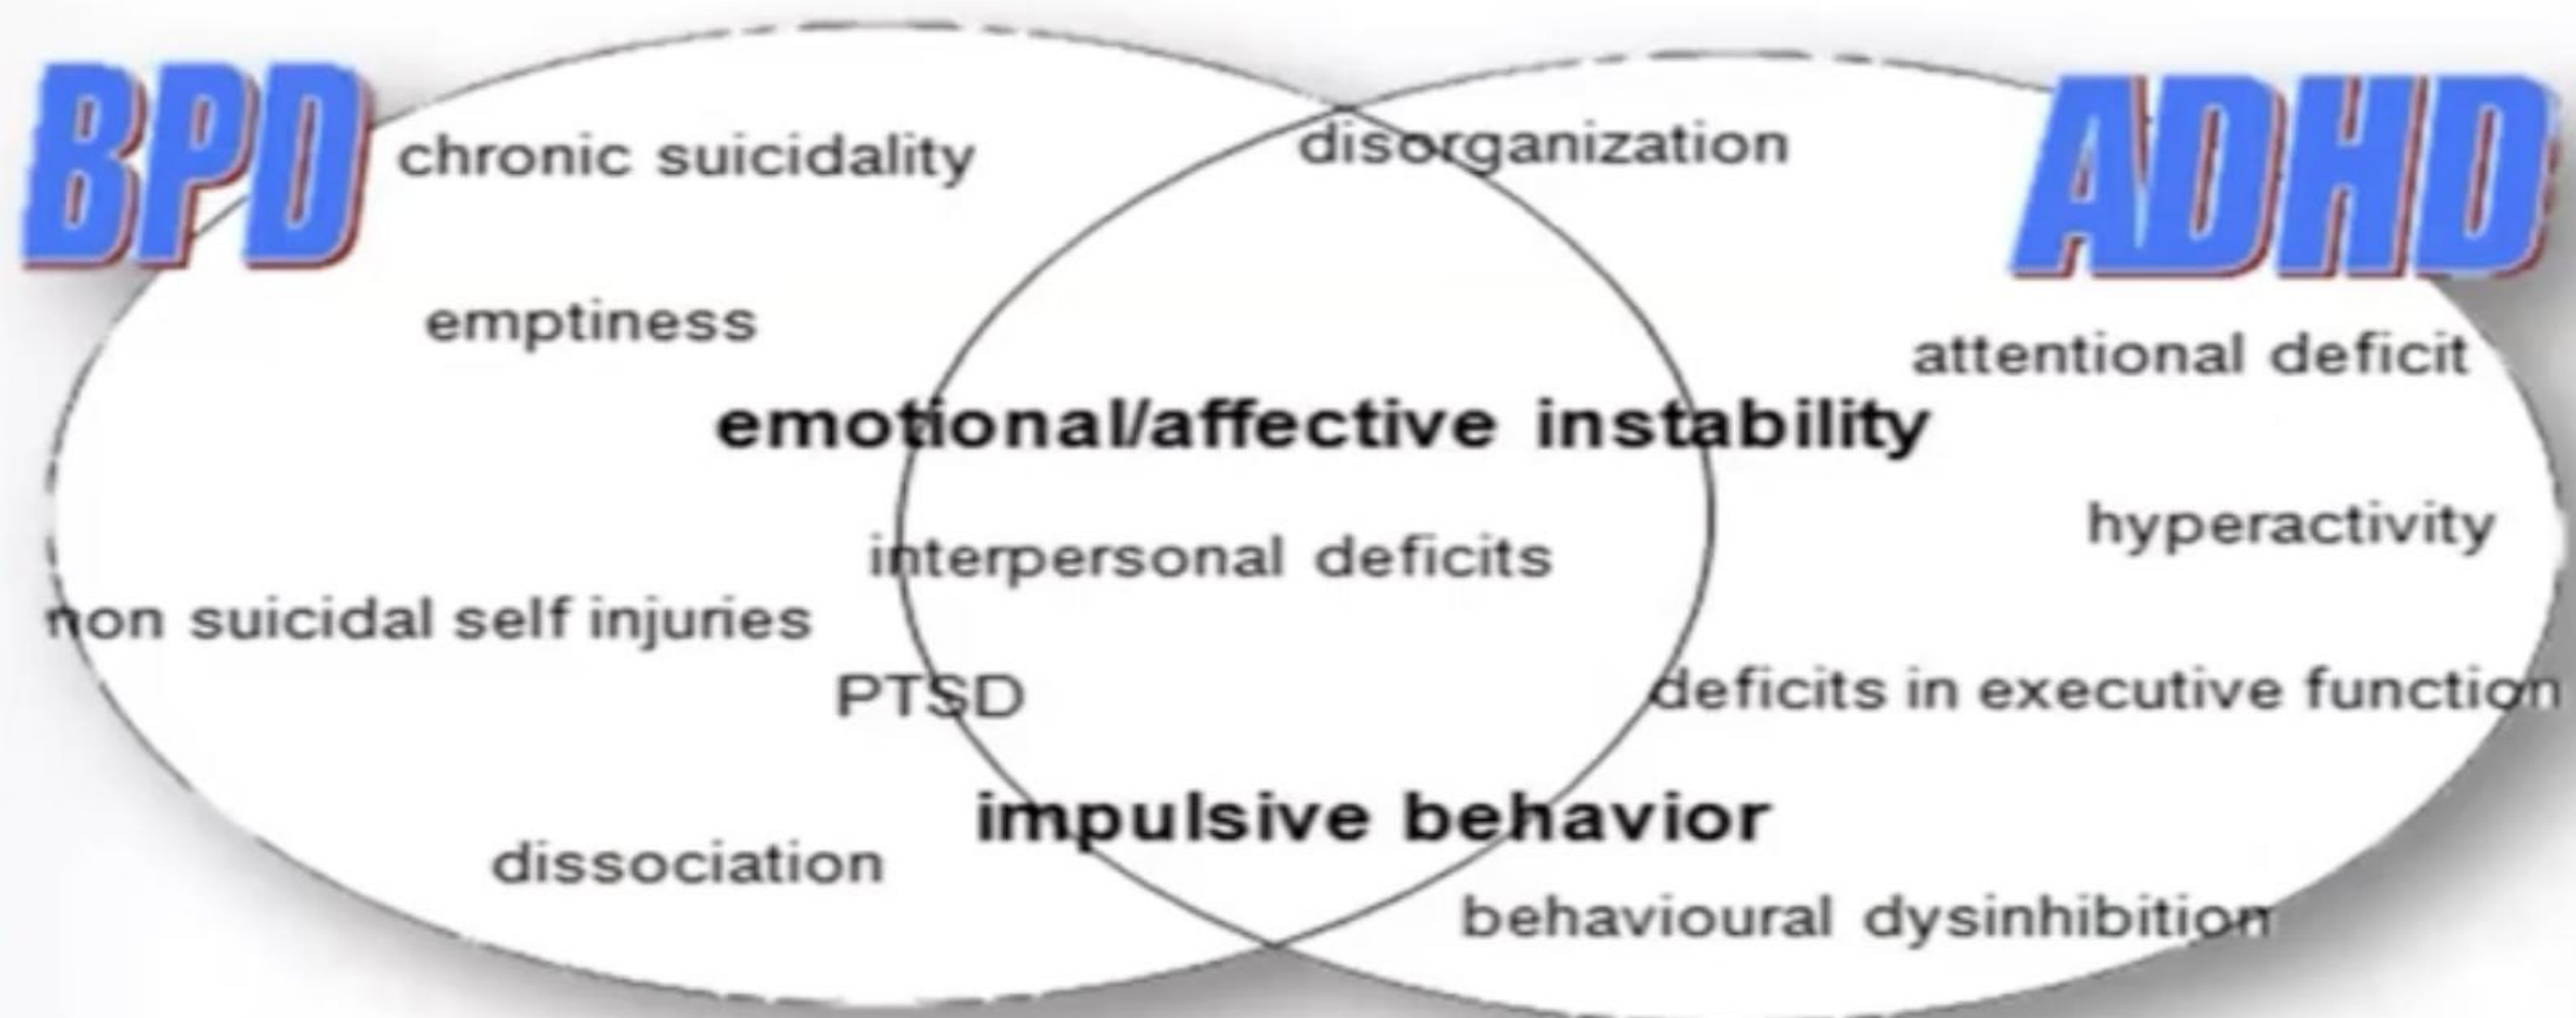 BPD
ADHD
chronic suicidality
disorganization
emptiness
attentional deficit
emotional/affective instability
hyperactivity
interpersonal deficits
non suicidal self injuries
PTSD
deficits in executive function
impulsive behavior
dissociation
behavioural dysinhibition